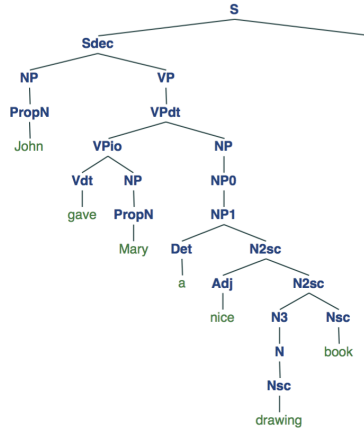 S
Sdec
NP VP
PropN VPdt
John VPio NP
Vdt NP NP0
gave PropN NP1
Mary Det N2sc
a Adj N2sc
nice N3 Nsc
N book
Nsc
drawing